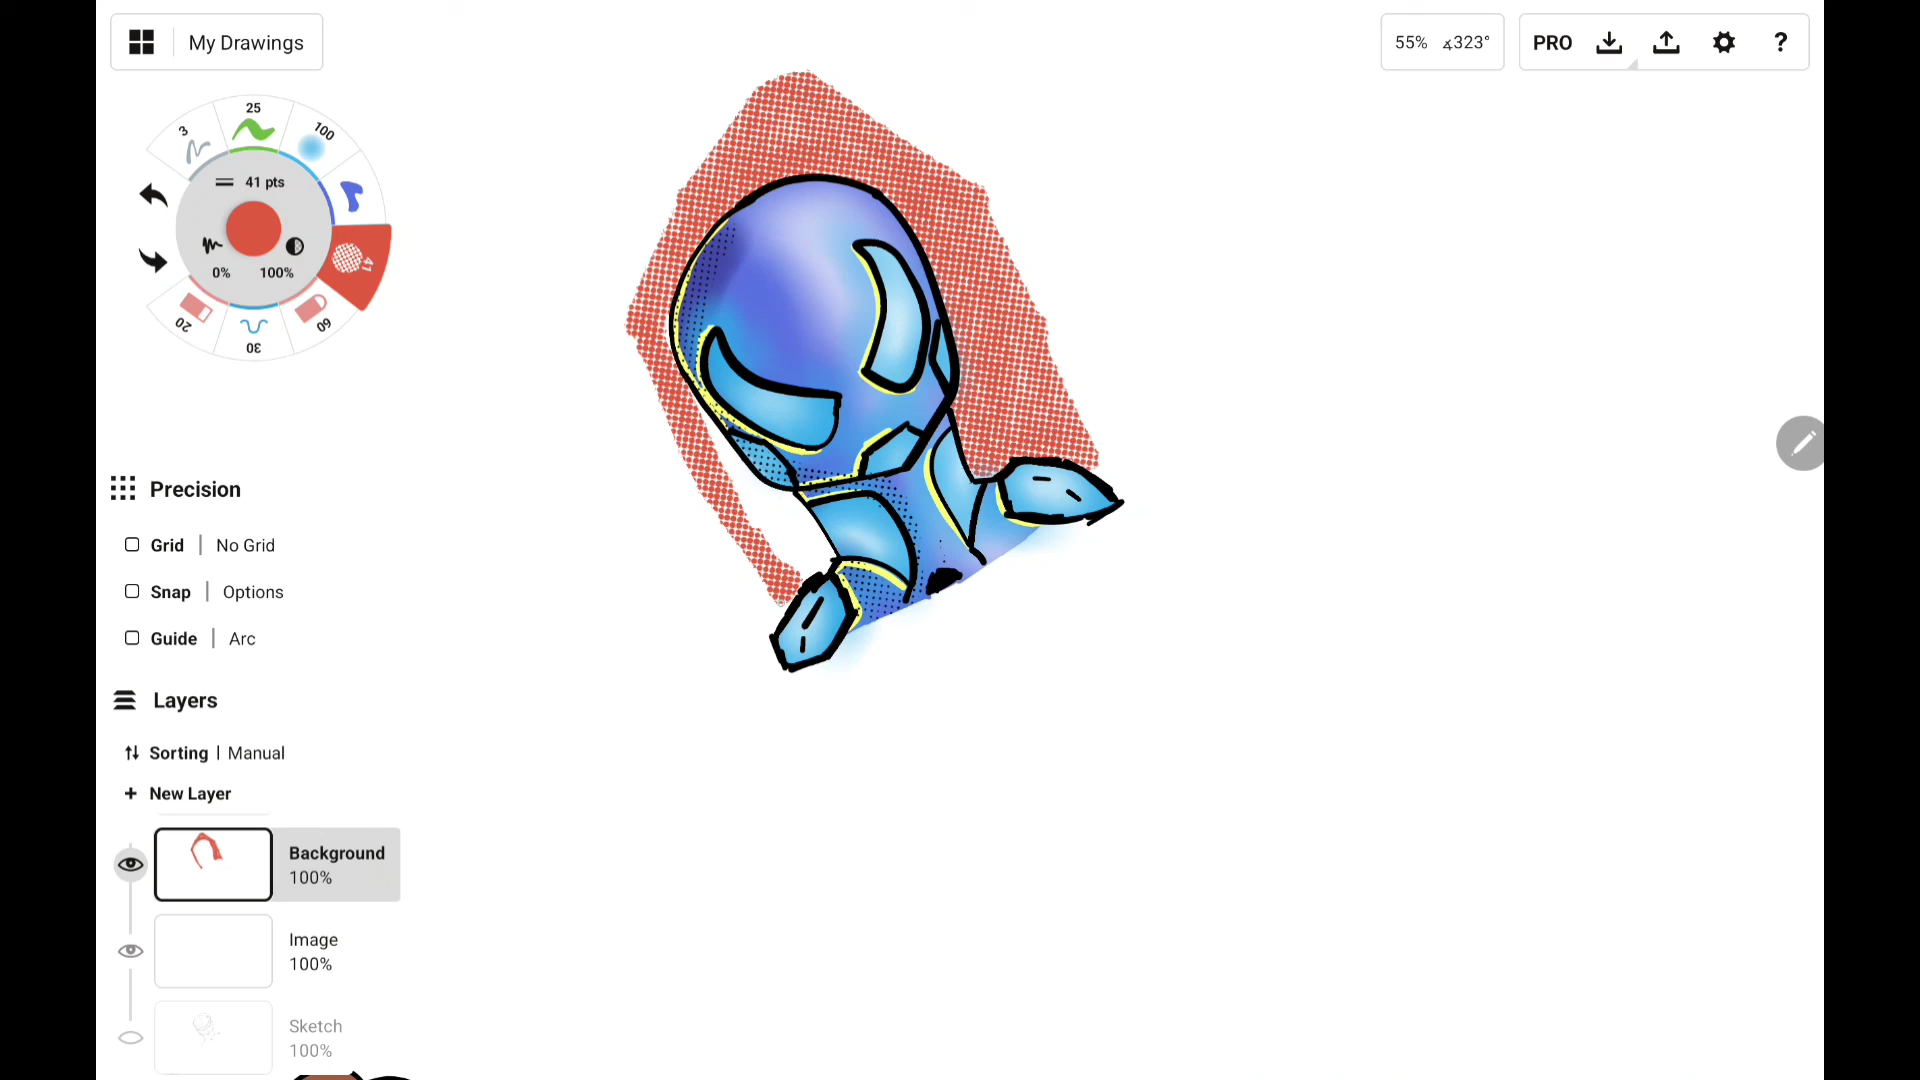 My Drawings
55% ∡323°
PRO
?
25
3
100
41 pts
41
0% 100%
20
60
30
Precision
Grid | No Grid
Snap | Options
Guide | Arc
Layers
Sorting | Manual
+ New Layer
Background
100%
Image
100%
Sketch
100%